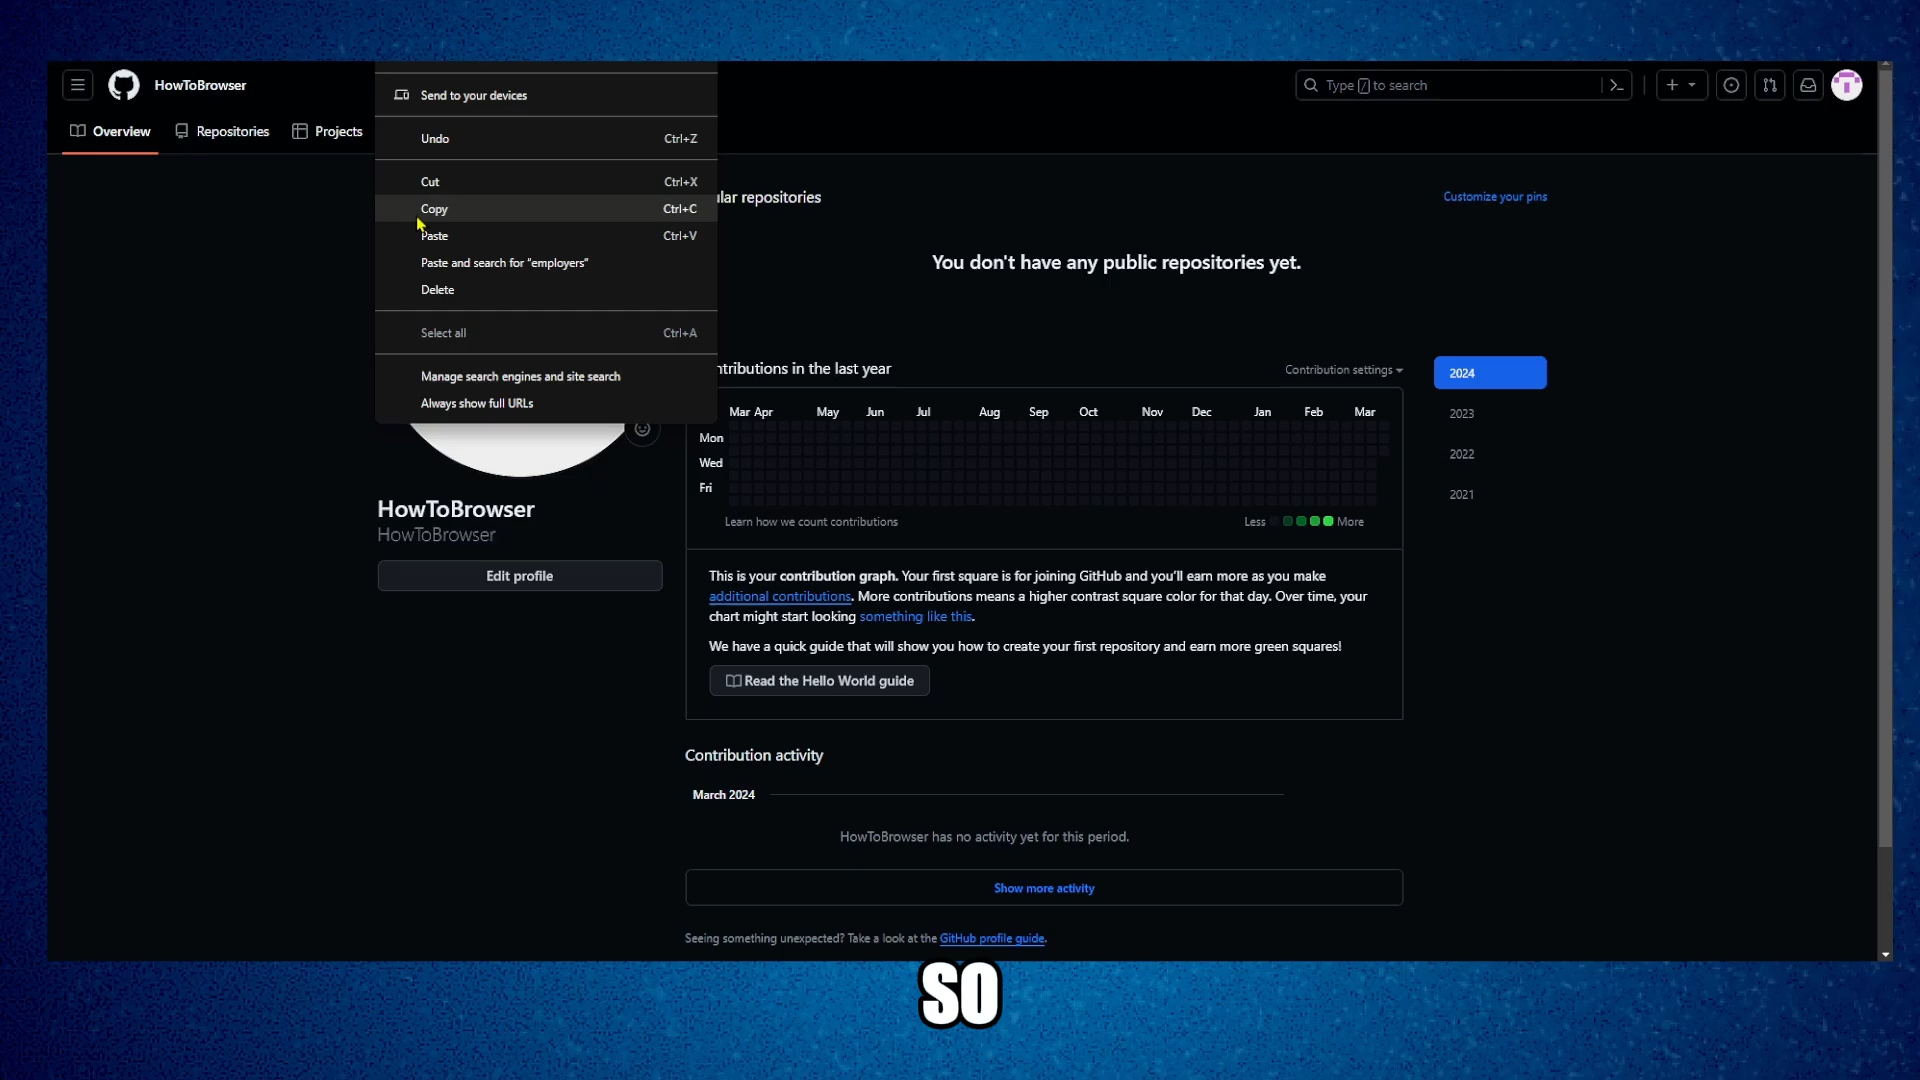 HowToBrowser
Type / to search
Overview
Repositories
Projects
Send to your devices
Undo Ctrl+Z
Cut Ctrl+X
Copy Ctrl+C
Paste Ctrl+V
Paste and search for "employers"
Delete
Select all Ctrl+A
Manage search engines and site search
Always show full URLs
lar repositories
Customize your pins
You don't have any public repositories yet.
ntributions in the last year
Contribution settings
2024
2023
2022
2021
Mar Apr May Jun Jul Aug Sep Oct Nov Dec Jan Feb Mar
Mon
Wed
Fri
Learn how we count contributions
Less More
HowToBrowser
HowToBrowser
Edit profile
This is your contribution graph. Your first square is for joining GitHub and you'll earn more as you make
additional contributions. More contributions means a higher contrast square color for that day. Over time, your
chart might start looking something like this.
We have a quick guide that will show you how to create your first repository and earn more green squares!
Read the Hello World guide
Contribution activity
March 2024
HowToBrowser has no activity yet for this period.
Show more activity
Seeing something unexpected? Take a look at the GitHub profile guide.
SO